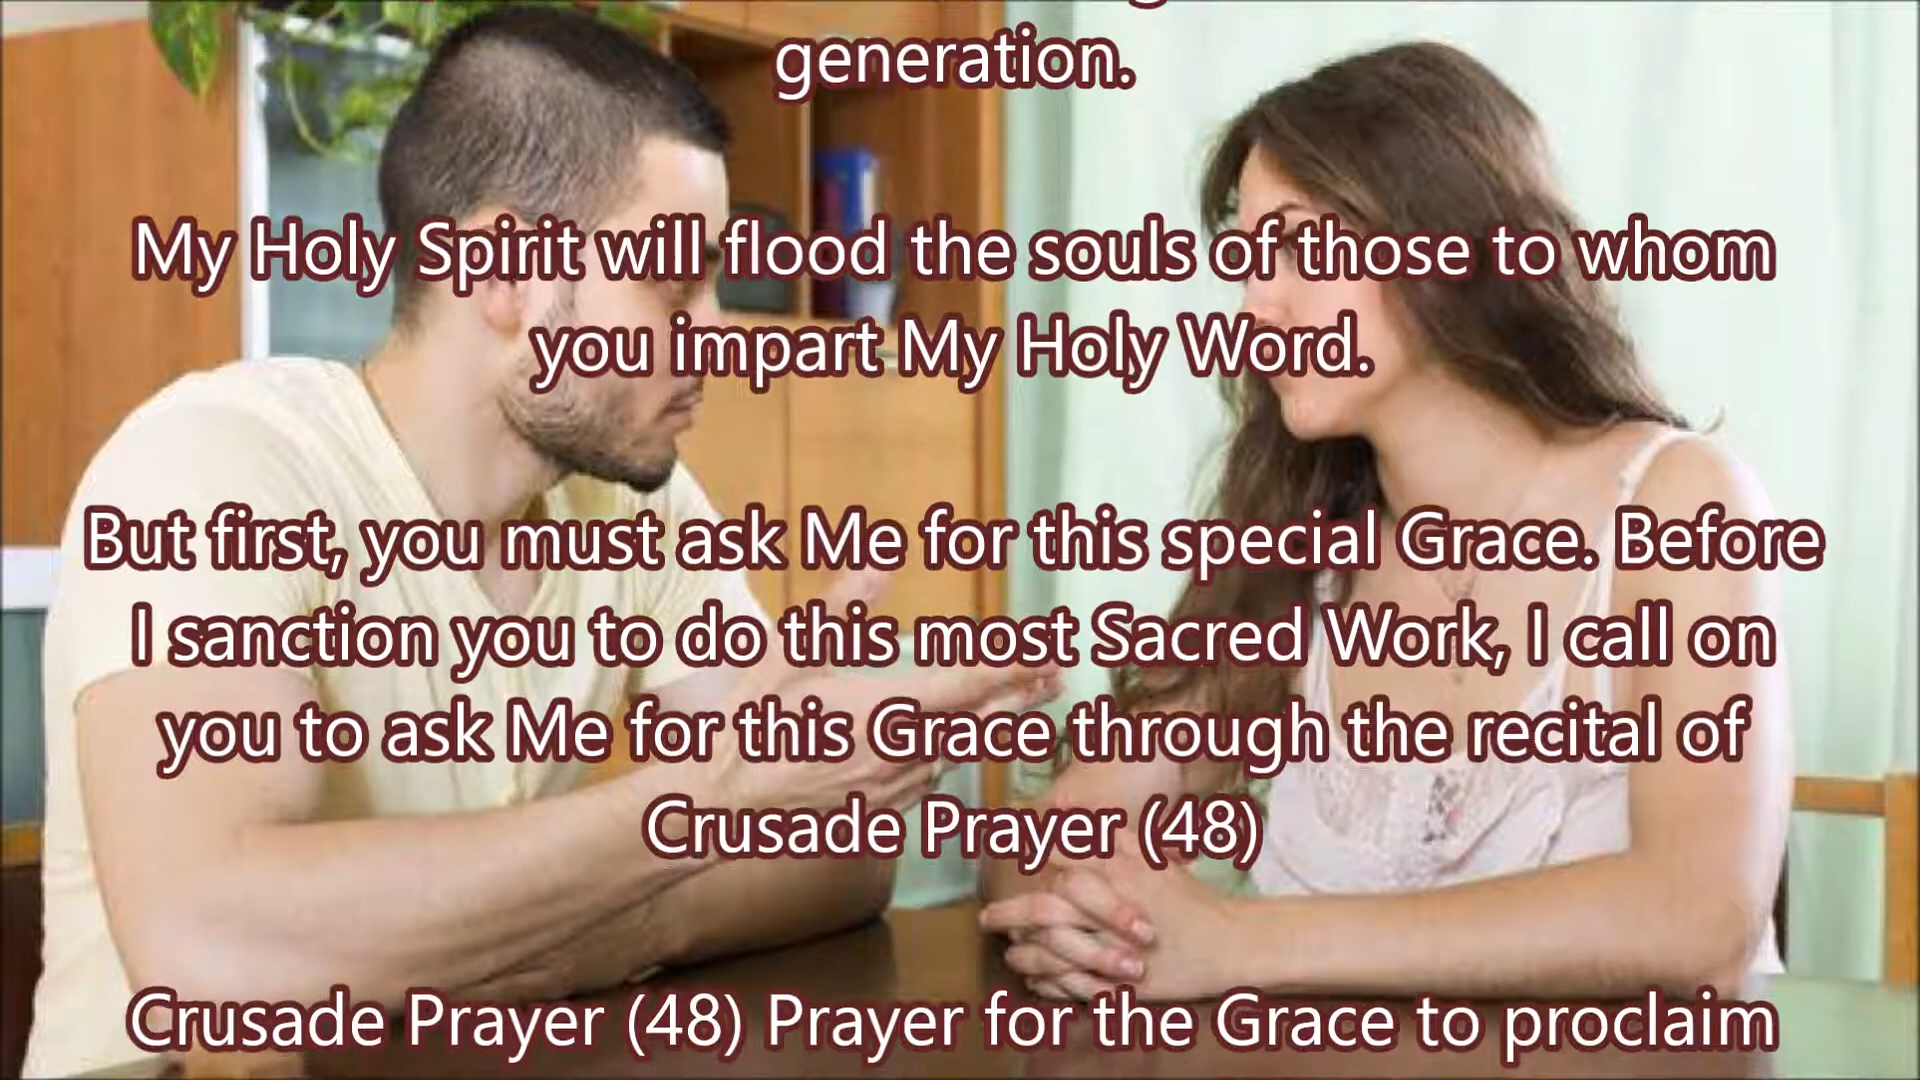 generation.
My Holy Spirit will flood the souls of those to whom
you impart My Holy Word.
But first, you must ask Me for this special Grace. Before
I sanction you to do this most Sacred Work, I call on
you to ask Me for this Grace through the recital of
Crusade Prayer (48)
Crusade Prayer (48) Prayer for the Grace to proclaim